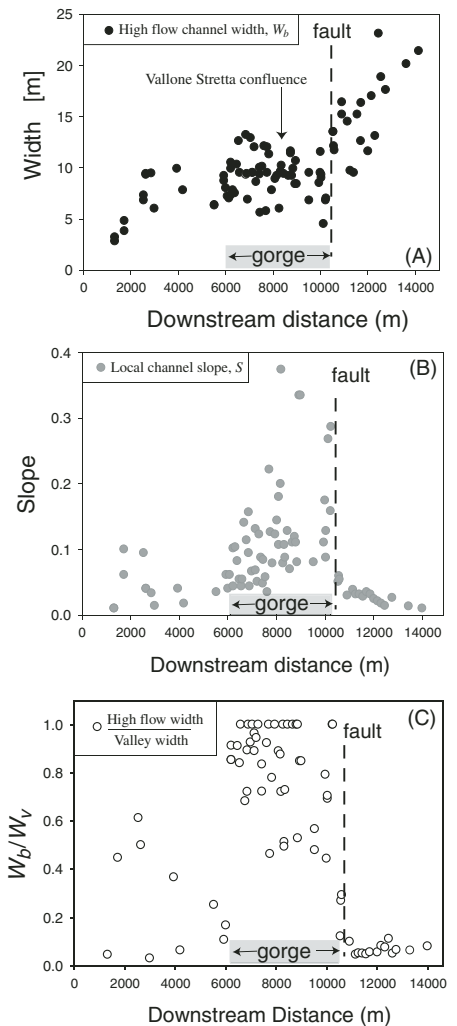 High flow channel width, Wb
fault
25
20
15
10
5
0
Width [m]
Vallone Stretta confluence
gorge
(A)
0 2000 4000 6000 8000 10000 12000 14000
Downstream distance (m)
Local channel slope, S
(B)
fault
0.4
0.3
0.2
0.1
0.0
Slope
gorge
0 2000 4000 6000 8000 10000 12000 14000
Downstream distance (m)
High flow width
Valley width
(C)
fault
1.0
0.8
0.6
0.4
0.2
0.0
Wb/Wv
gorge
0 2000 4000 6000 8000 10000 12000 14000
Downstream Distance (m)